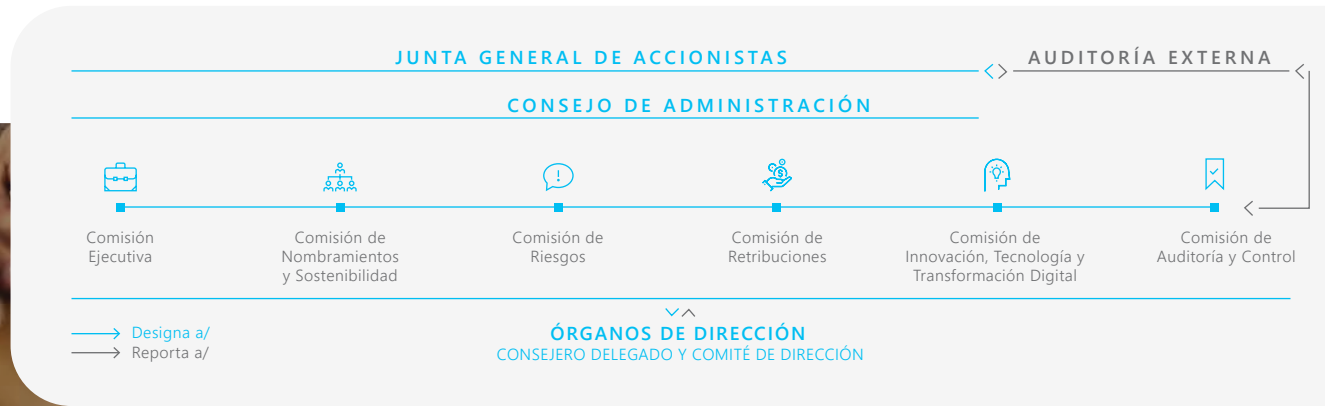 JUNTA GENERAL DE ACCIONISTAS
AUDITORÍA EXTERNA
CONSEJO DE ADMINISTRACIÓN
Comisión
Ejecutiva
Comisión de
Nombramientos
y Sostenibilidad
Comisión de
Riesgos
Comisión de
Retribuciones
Comisión de
Innovación, Tecnología y
Transformación Digital
Comisión de
Auditoría y Control
Designa a/
Reporta a/
ÓRGANOS DE DIRECCIÓN
CONSEJERO DELEGADO Y COMITÉ DE DIRECCIÓN